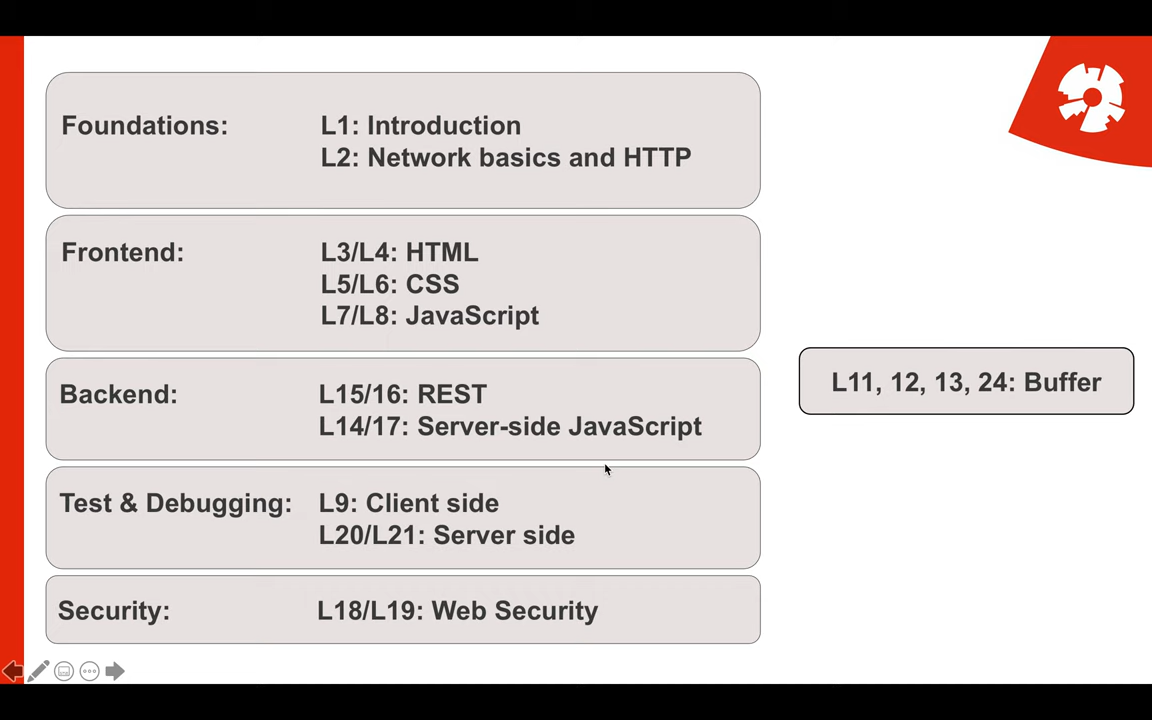 Foundations: L1: Introduction
L2: Network basics and HTTP
Frontend: L3/L4: HTML
L5/L6: CSS
L7/L8: JavaScript
Backend: L15/16: REST
L14/17: Server-side JavaScript
Test & Debugging: L9: Client side
L20/L21: Server side
Security: L18/L19: Web Security
L11, 12, 13, 24: Buffer